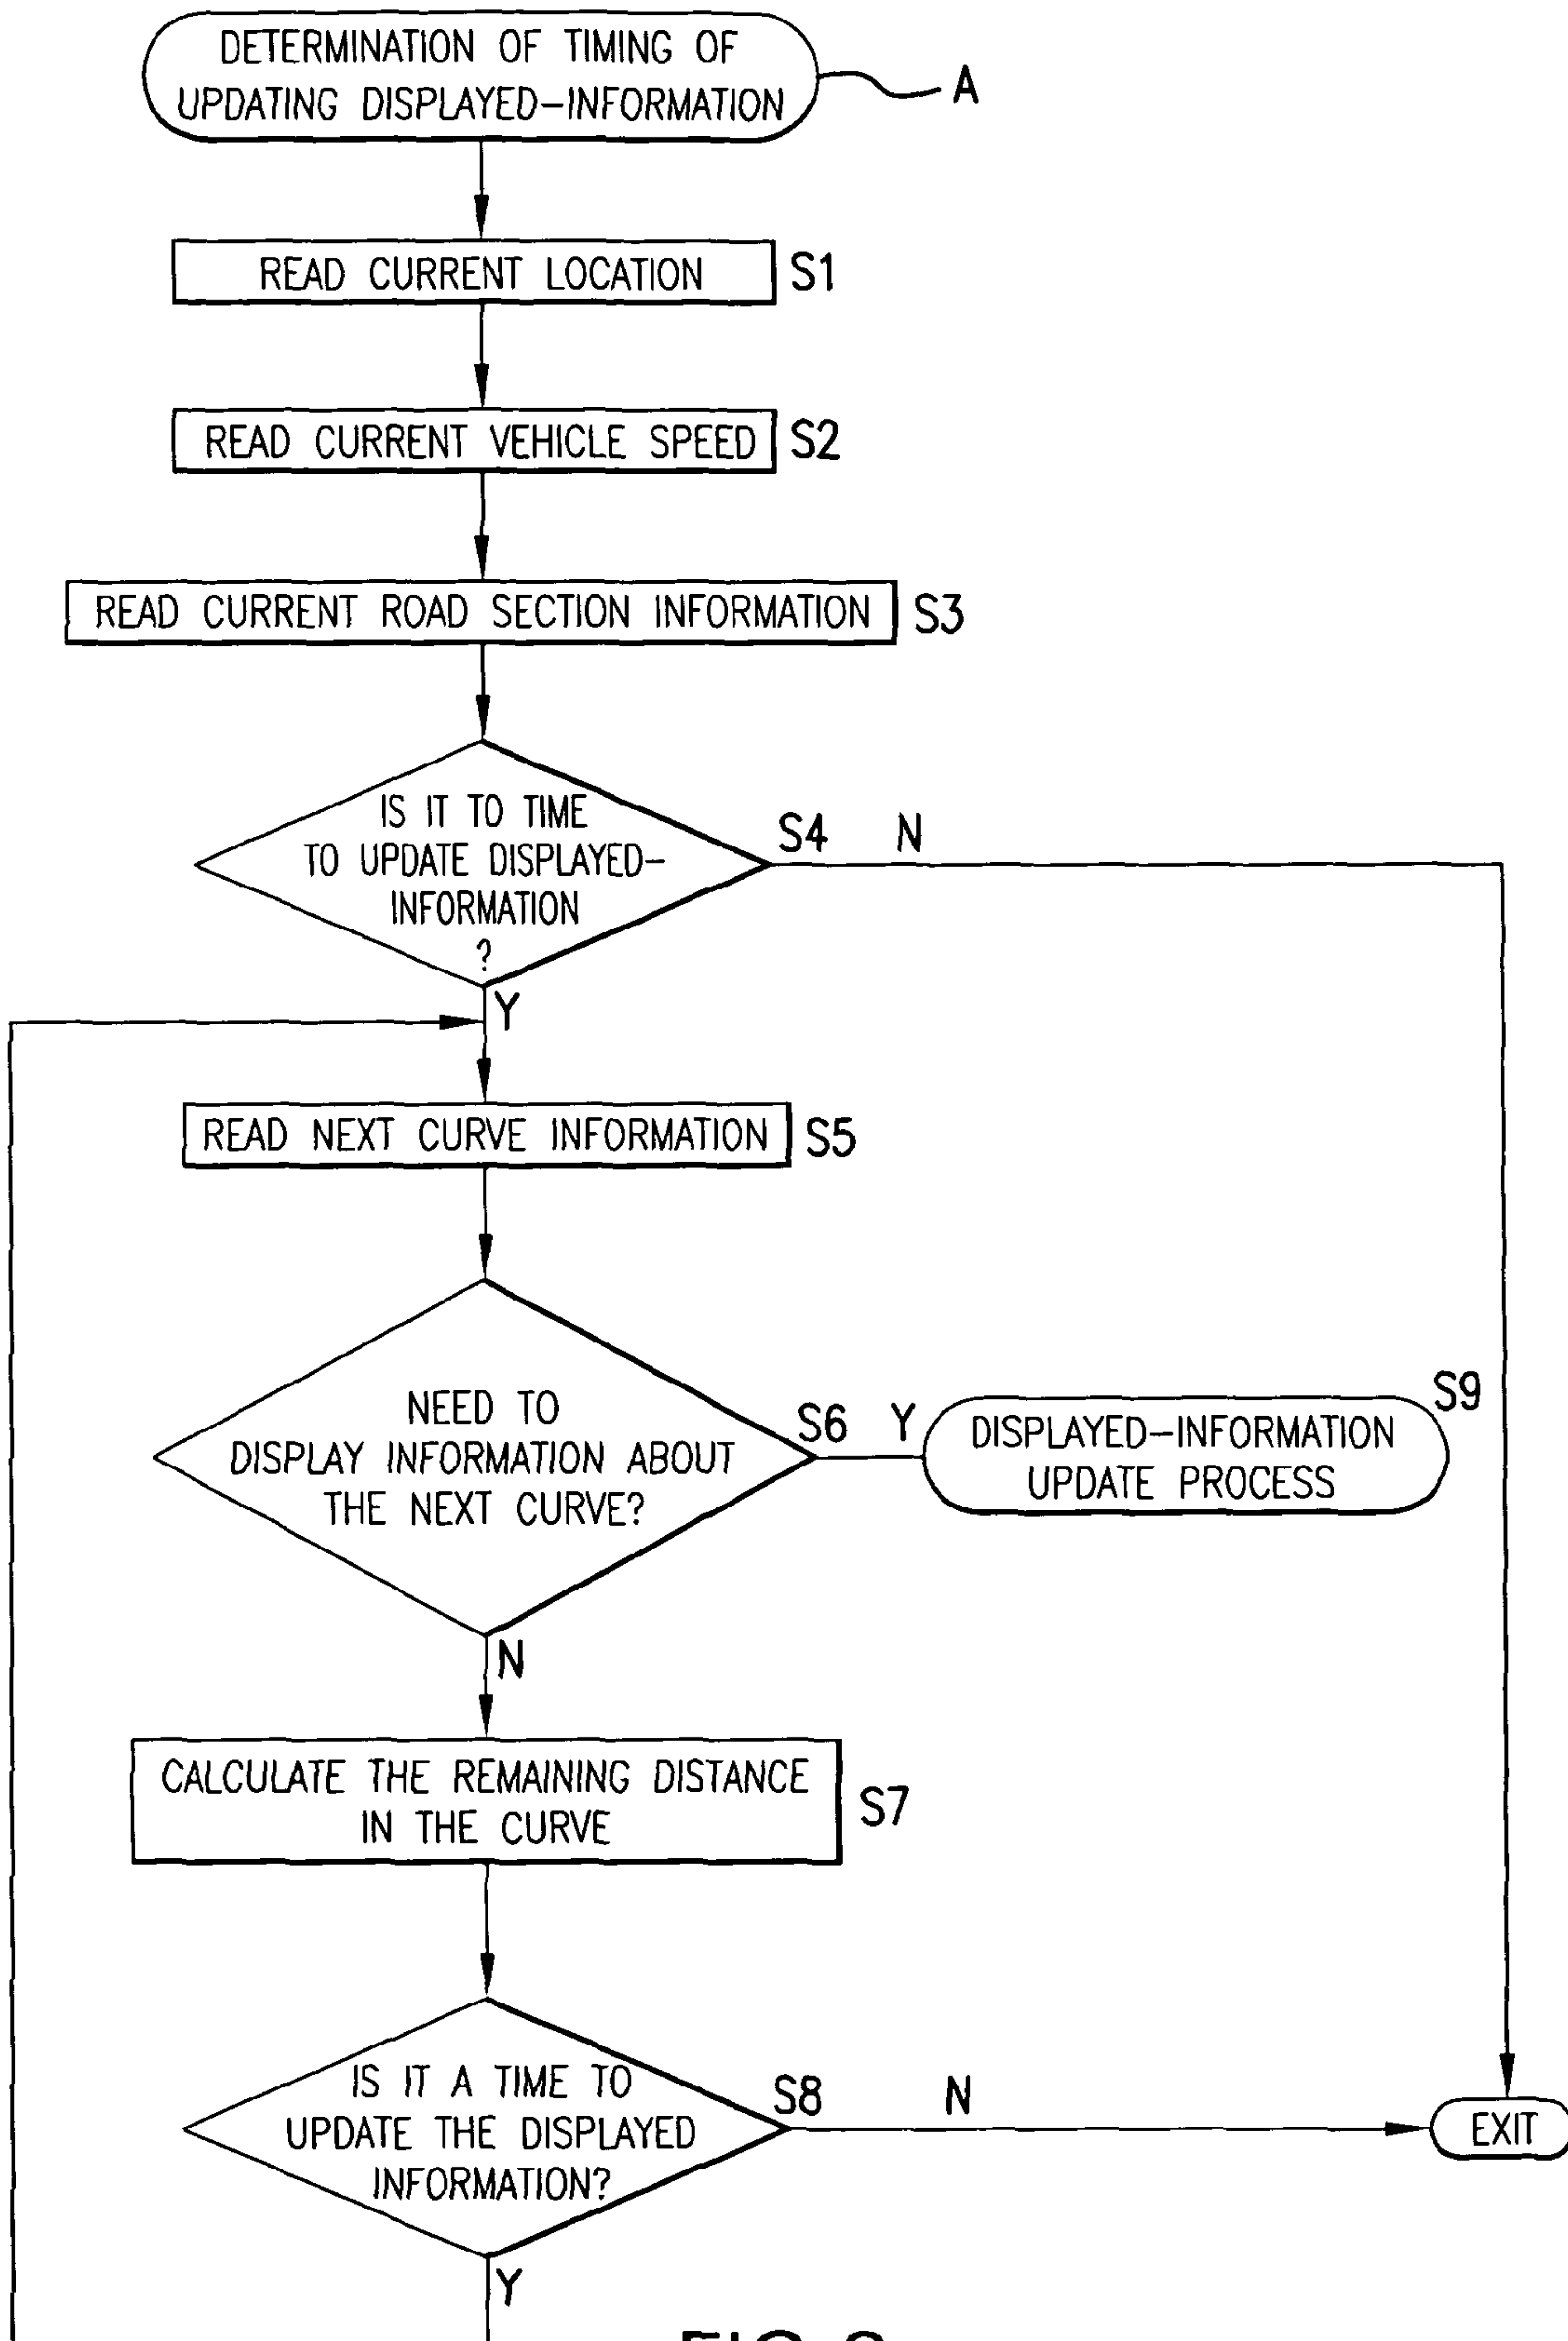 DETERMINATION OF TIMING OF
UPDATING DISPLAYED-INFORMATION
A
READ CURRENT LOCATION
S1
READ CURRENT VEHICLE SPEED
S2
READ CURRENT ROAD SECTION INFORMATION
S3
IS IT TO TIME
TO UPDATE DISPLAYED-
INFORMATION
?
S4
N
Y
READ NEXT CURVE INFORMATION
S5
NEED TO
DISPLAY INFORMATION ABOUT
THE NEXT CURVE?
S6
Y
DISPLAYED-INFORMATION
UPDATE PROCESS
S9
N
CALCULATE THE REMAINING DISTANCE
IN THE CURVE
S7
IS IT A TIME TO
UPDATE THE DISPLAYED
INFORMATION?
S8
N
EXIT
Y